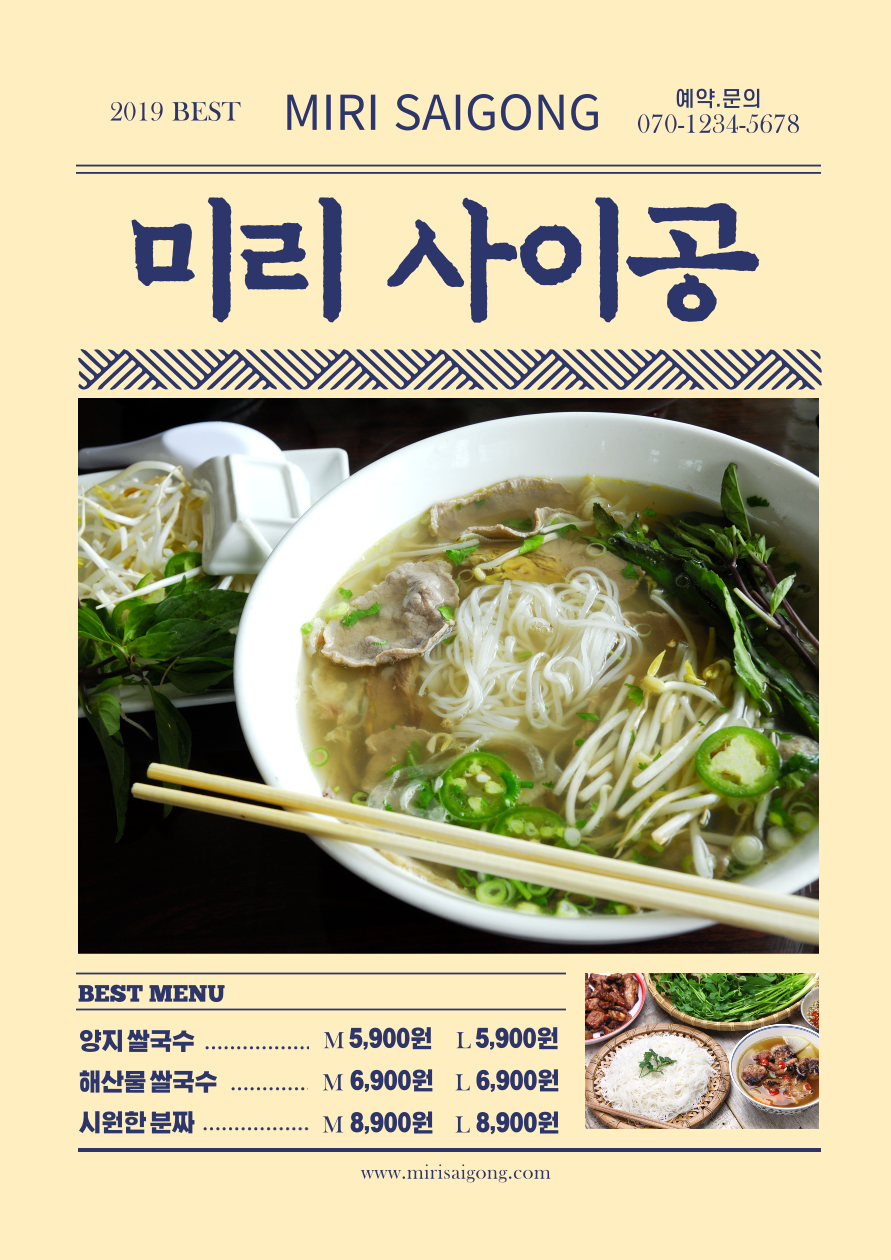 2019 BEST
MIRI SAIGONG
예약.문의
070-1234-5678
미리 사이공
BEST MENU
양지 쌀국수 .................. M 5,900원 L 5,900원
해산물 쌀국수 ............. M 6,900원 L 6,900원
시원한 분짜 .................. M 8,900원 L 8,900원
www.mirisaigong.com